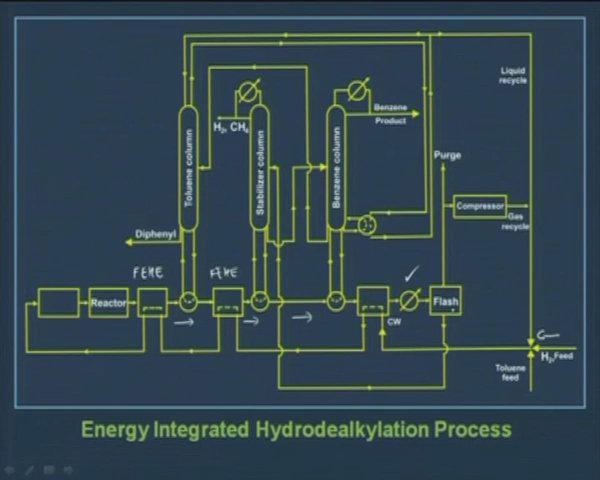 Liquid
recycle
H₂, CH₄
Benzene
Product
Toluene column
Stabilizer column
Benzene column
Purge
Compressor
Gas
recycle
Diphenyl
FEHE
FEHE
Reactor
Flash
CW
H₂ Feed
Toluene
feed
Energy Integrated Hydrodealkylation Process